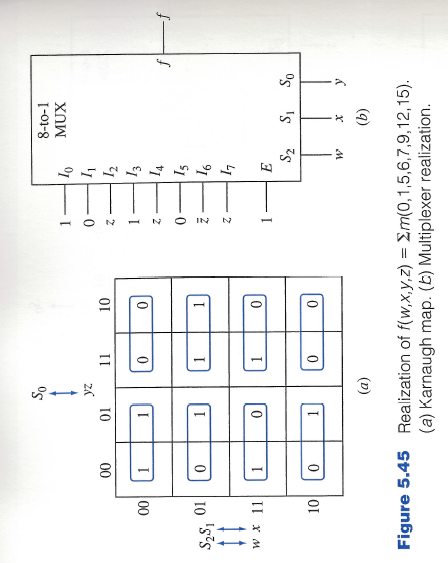 S₀
yz
00 01 11 10
00 1 1 0 0
S₂S₁
01 0 1 1 1
w x
11 1 0 1 0
10 0 1 0 0
(a)
8-to-1
MUX
1 I₀
0 I₁
z I₂
1 I₃
z I₄
0 I₅
z̄ I₆
z I₇
1 E
f f
S₂ S₁ S₀
w x y
(b)
Figure 5.45 Realization of f(w,x,y,z) = Σm(0,1,5,6,7,9,12,15).
(a) Karnaugh map. (b) Multiplexer realization.